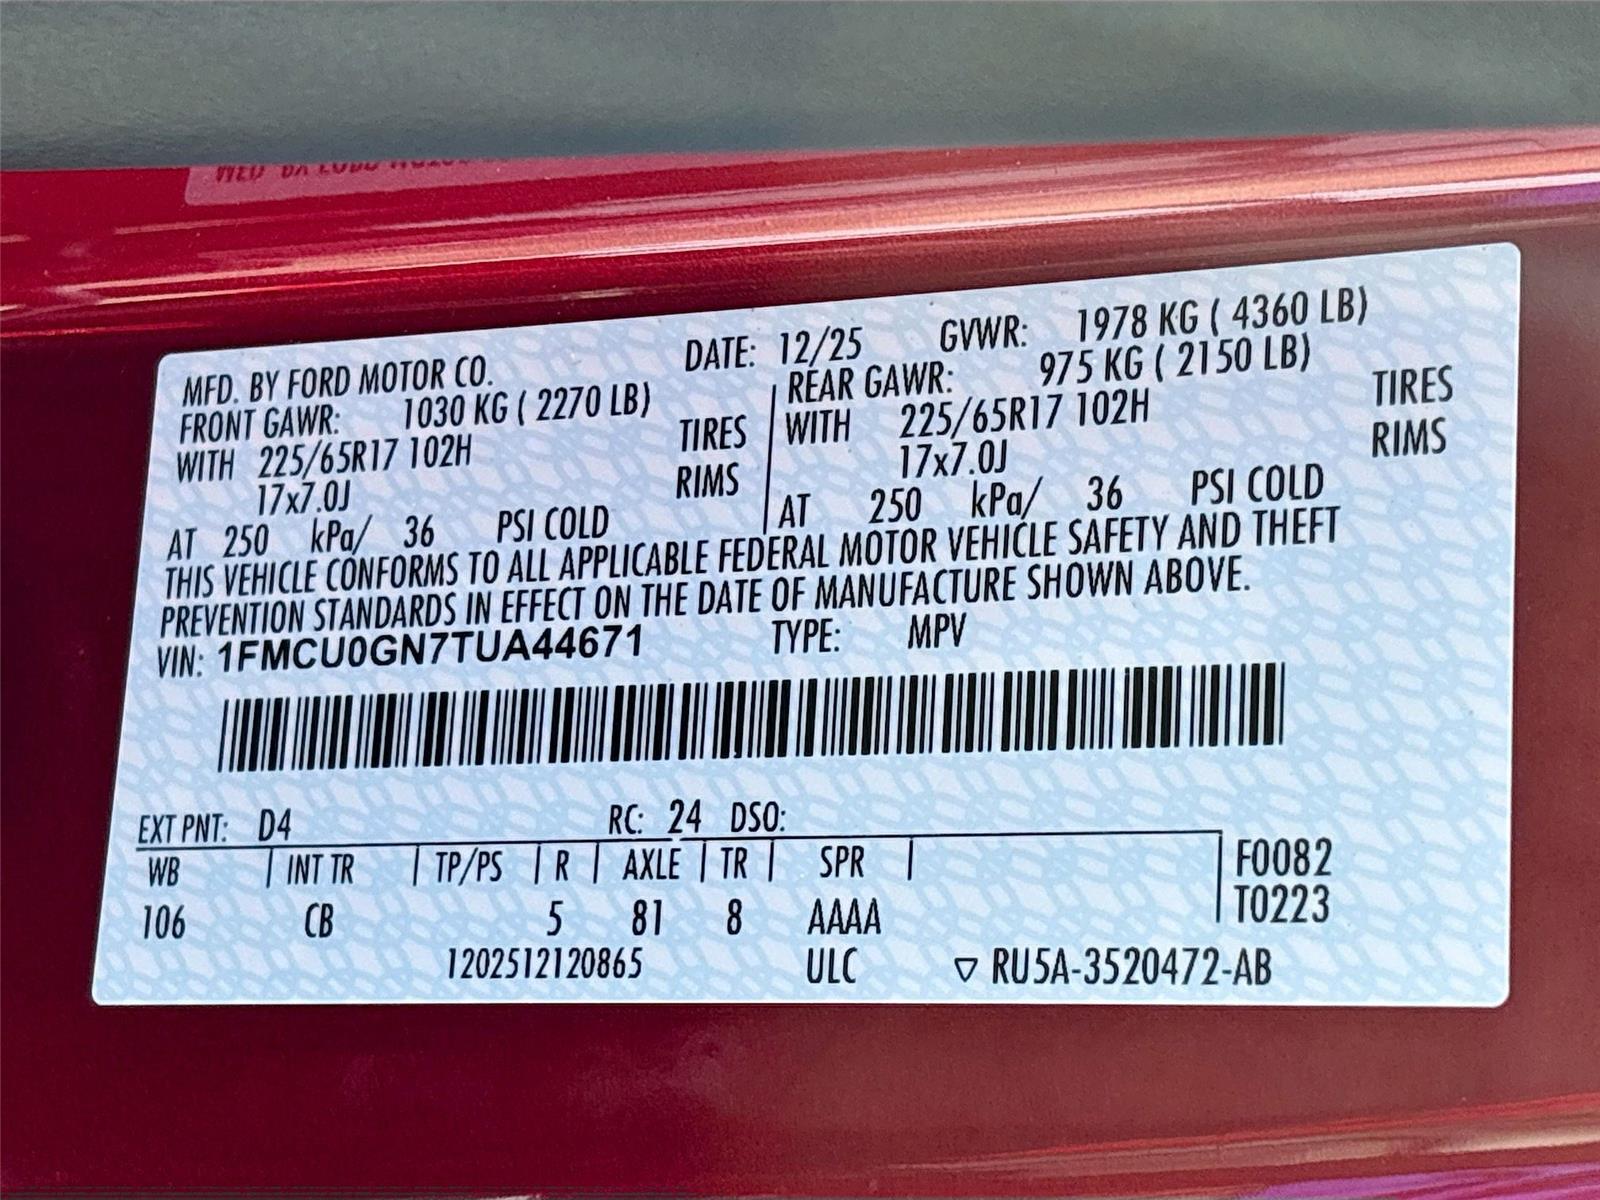 MFD. BY FORD MOTOR CO. DATE: 12/25 GVWR: 1978 KG ( 4360 LB)
FRONT GAWR: 1030 KG ( 2270 LB) REAR GAWR: 975 KG ( 2150 LB)
WITH 225/65R17 102H TIRES WITH 225/65R17 102H TIRES
17x7.0J RIMS 17x7.0J RIMS
AT 250 kPa/ 36 PSI COLD AT 250 kPa/ 36 PSI COLD
THIS VEHICLE CONFORMS TO ALL APPLICABLE FEDERAL MOTOR VEHICLE SAFETY AND THEFT
PREVENTION STANDARDS IN EFFECT ON THE DATE OF MANUFACTURE SHOWN ABOVE.
VIN: 1FMCU0GN7TUA44671 TYPE: MPV
EXT PNT: D4 RC: 24 DSO:
WB INT TR TP/PS R AXLE TR SPR F0082
106 CB 5 81 8 AAAA T0223
1202512120865 ULC ▽ RU5A-3520472-AB